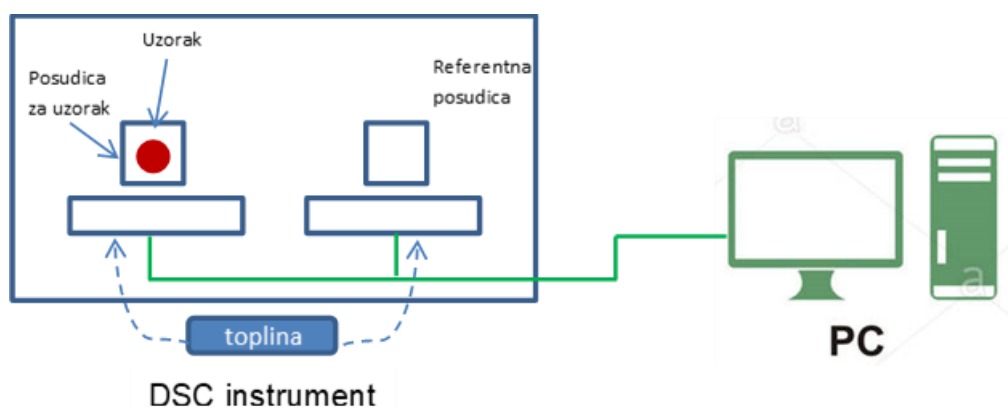 Uzorak
Posudica
za uzorak
Referentna
posudica
toplina
DSC instrument
PC
a
a